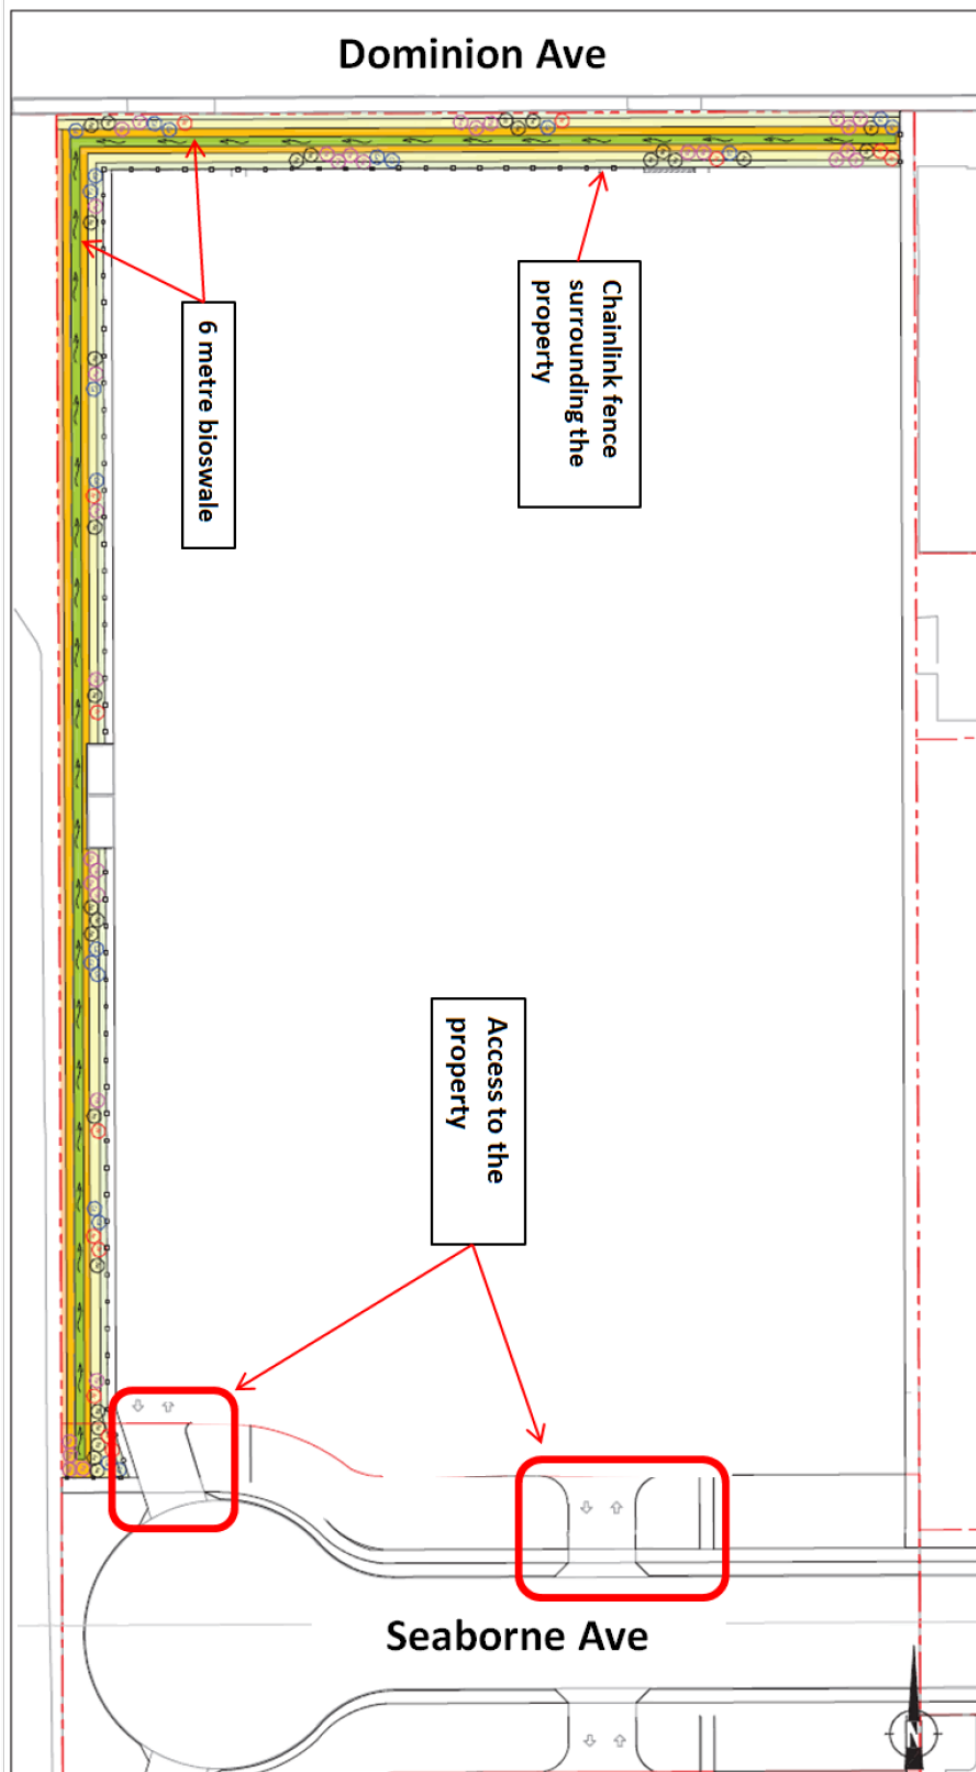 Dominion Ave
Chainlink fence
surrounding the
property
6 metre bioswale
Access to the
property
Seaborne Ave
N